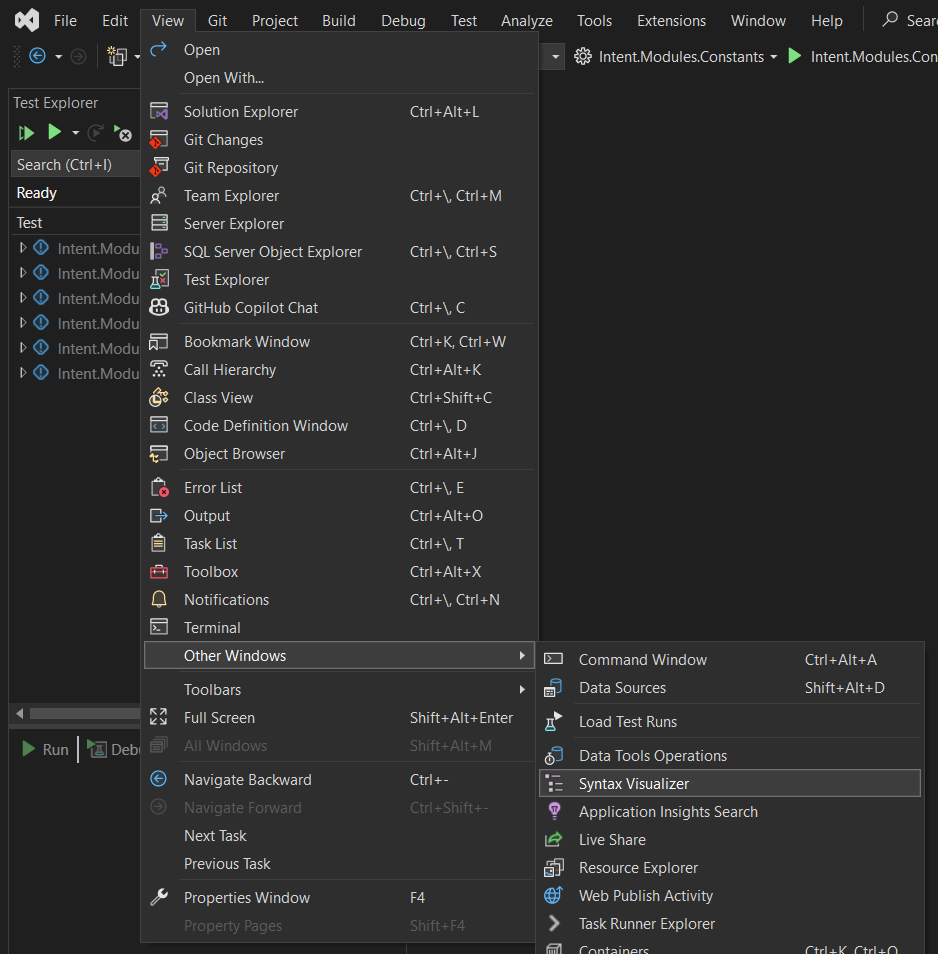 File Edit View Git Project Build Debug Test Analyze Tools Extensions Window Help Sear
Intent.Modules.Constants Intent.Modules.Con
Test Explorer
Search (Ctrl+I)
Ready
Test
Intent.Modu
Intent.Modu
Intent.Modu
Intent.Modu
Intent.Modu
Intent.Modu
Run Debu
Open
Open With...
Solution Explorer Ctrl+Alt+L
Git Changes
Git Repository
Team Explorer Ctrl+\, Ctrl+M
Server Explorer
SQL Server Object Explorer Ctrl+\, Ctrl+S
Test Explorer
GitHub Copilot Chat Ctrl+\, C
Bookmark Window Ctrl+K, Ctrl+W
Call Hierarchy Ctrl+Alt+K
Class View Ctrl+Shift+C
Code Definition Window Ctrl+\, D
Object Browser Ctrl+Alt+J
Error List Ctrl+\, E
Output Ctrl+Alt+O
Task List Ctrl+\, T
Toolbox Ctrl+Alt+X
Notifications Ctrl+\, Ctrl+N
Terminal
Other Windows
Toolbars
Full Screen Shift+Alt+Enter
All Windows Shift+Alt+M
Navigate Backward Ctrl+-
Navigate Forward Ctrl+Shift+-
Next Task
Previous Task
Properties Window F4
Property Pages Shift+F4
Command Window Ctrl+Alt+A
Data Sources Shift+Alt+D
Load Test Runs
Data Tools Operations
Syntax Visualizer
Application Insights Search
Live Share
Resource Explorer
Web Publish Activity
Task Runner Explorer
Containers Ctrl+K, Ctrl+O